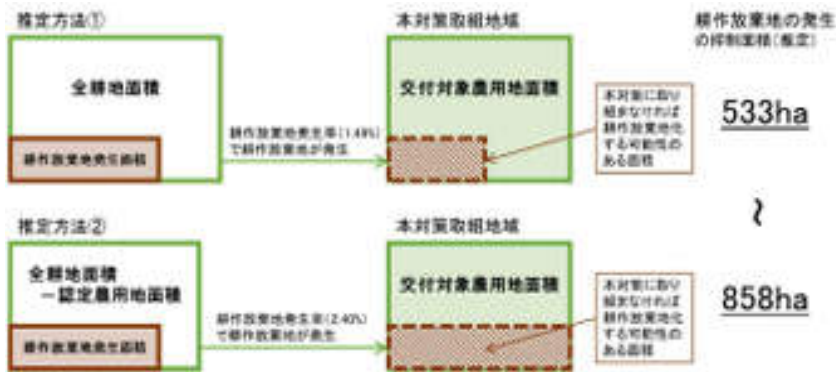 推定方法①
本対策取組地域
耕作放棄地の発生
の抑制面積(推定)
全耕地面積
交付対象農用地面積
本対策に取り
組まなければ
耕作放棄地化
する可能性の
ある面積
533ha
耕作放棄地発生率(1.49%)
で耕作放棄地が発生
耕作放棄地発生面積
~
推定方法②
本対策取組地域
全耕地面積
－認定農用地面積
交付対象農用地面積
本対策に取り
組まなければ
耕作放棄地化
する可能性の
ある面積
858ha
耕作放棄地発生率(2.40%)
で耕作放棄地が発生
耕作放棄地発生面積